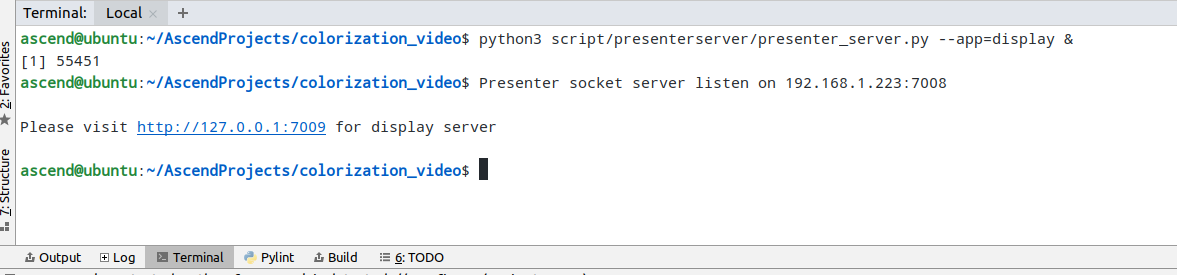 Terminal: Local × +
ascend@ubuntu:~/AscendProjects/colorization_video$ python3 script/presenterserver/presenter_server.py --app=display &
[1] 55451
ascend@ubuntu:~/AscendProjects/colorization_video$ Presenter socket server listen on 192.168.1.223:7008
Please visit http://127.0.0.1:7009 for display server
ascend@ubuntu:~/AscendProjects/colorization_video$
2: Favorites
7: Structure
Output Log Terminal Pylint Build 6: TODO